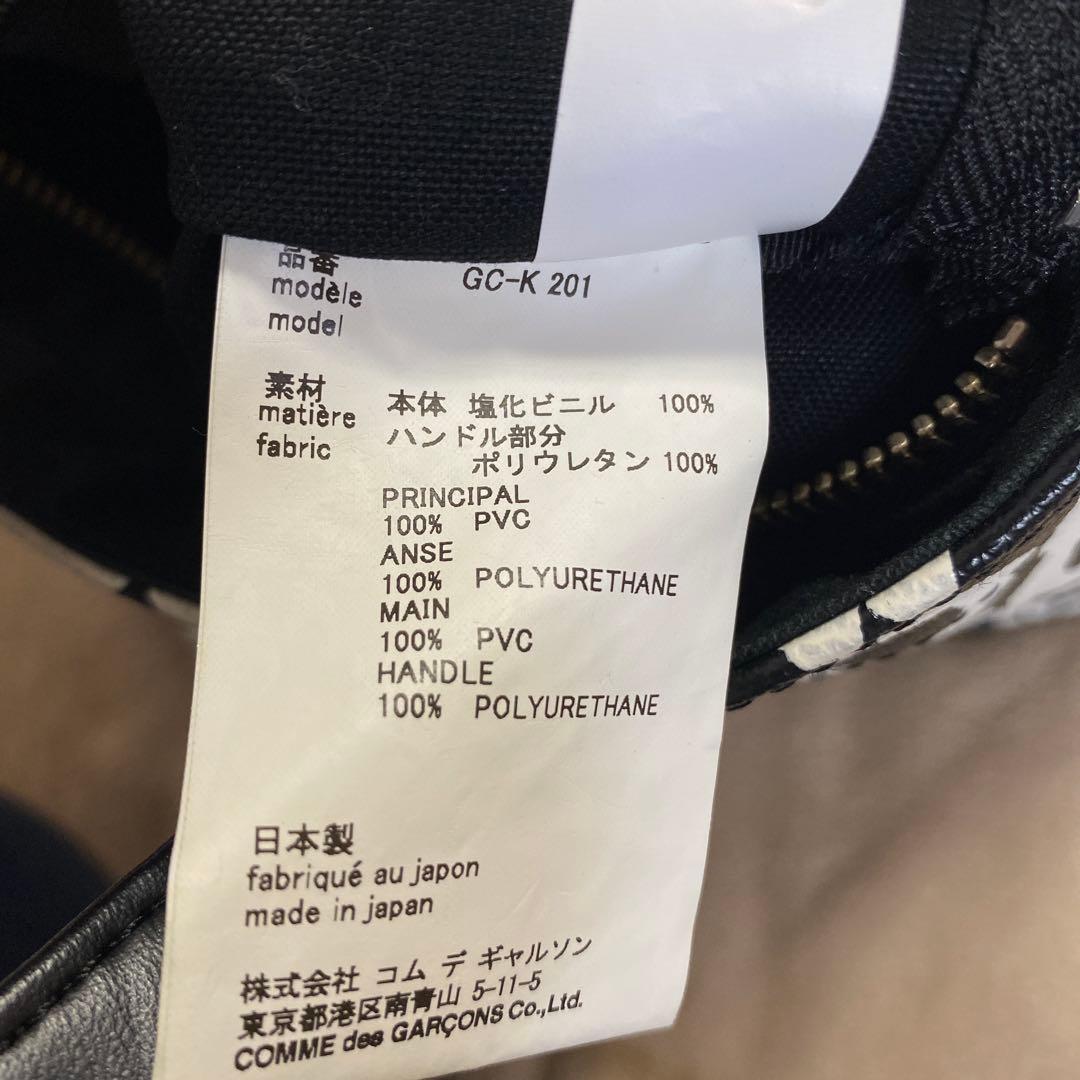 品番 GC-K 201
modèle
model
素材 本体 塩化ビニル 100%
matière ハンドル部分
fabric ポリウレタン 100%
PRINCIPAL
100% PVC
ANSE
100% POLYURETHANE
MAIN
100% PVC
HANDLE
100% POLYURETHANE
日本製
fabriqué au japon
made in japan
株式会社 コム デ ギャルソン
東京都港区南青山 5-11-5
COMME des GARÇONS Co.,Ltd.